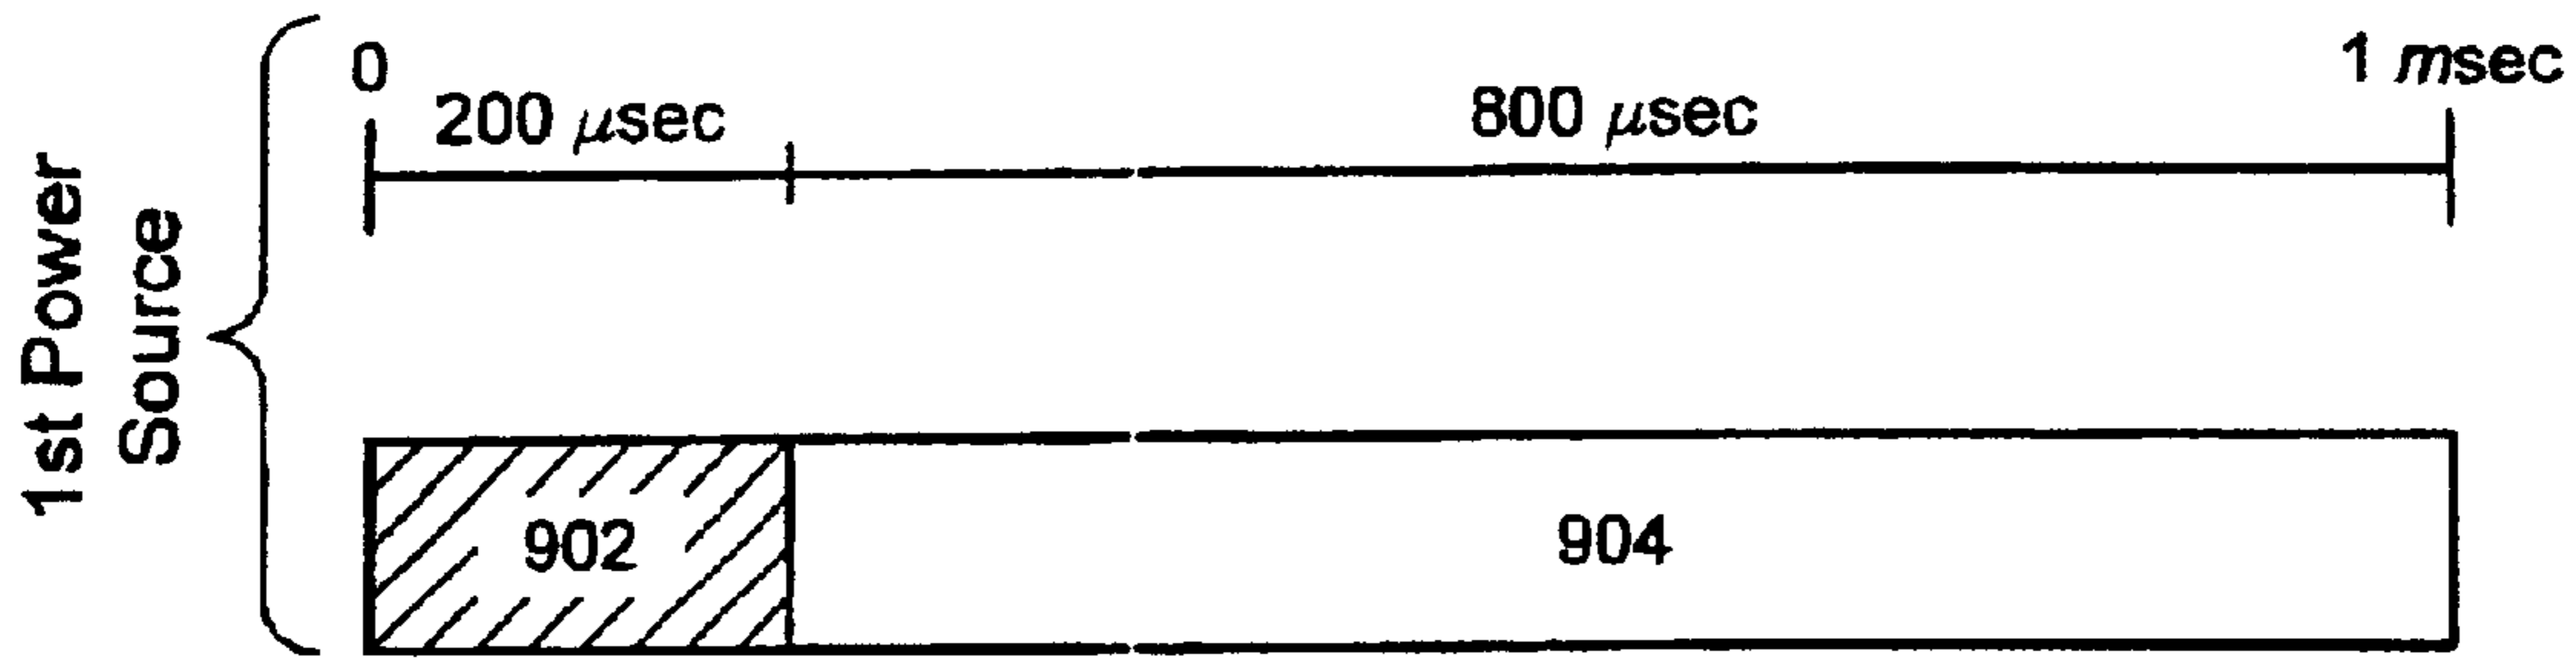 1st Power
Source
0
200 μsec
800 μsec
1 msec
902
904